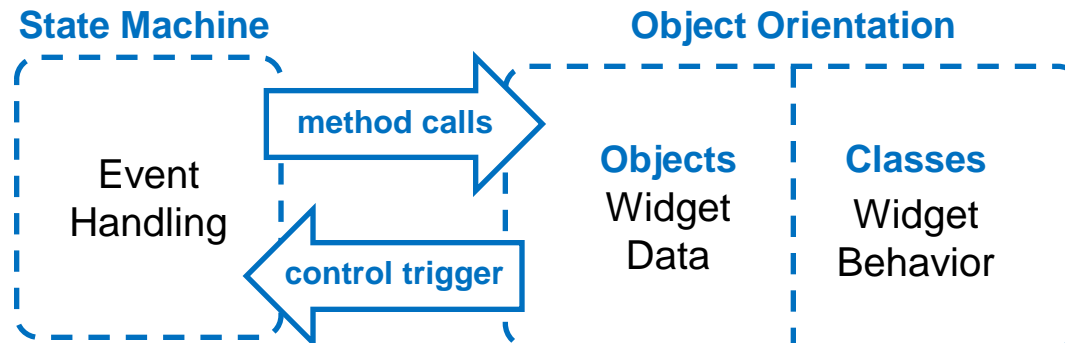 State Machine
Object Orientation
method calls
Event
Handling
control trigger
Objects
Widget
Data
Classes
Widget
Behavior